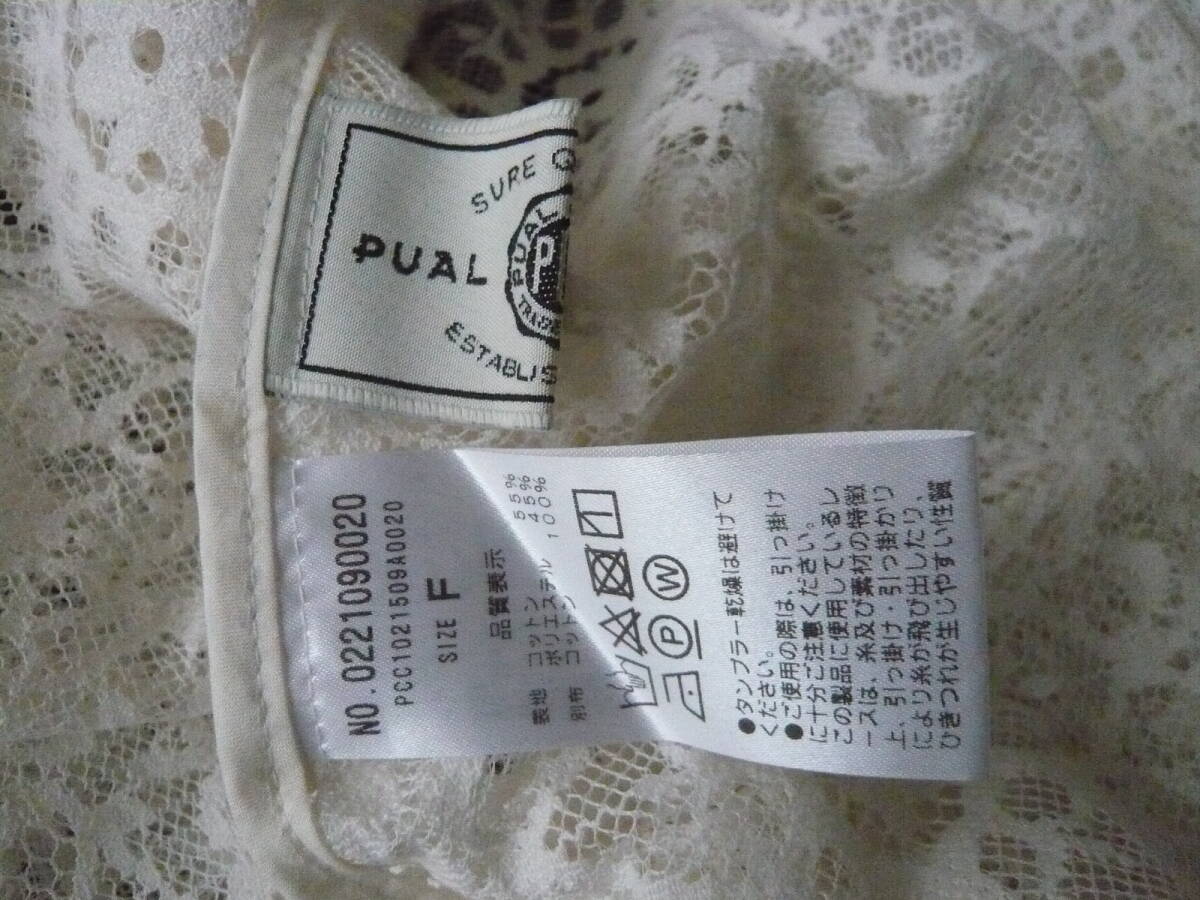 SURE
PUAL
PUAL
ESTABLIS
NO.0221090020
PCC1021509A0020
SIZE F
品質表示
表地 コットン 55%
ポリエステル 45%
別布 コットン 100%
P W
●タンブラー乾燥は避けて
ください。
●ご使用の際は、引っ掛け
に十分ご注意ください。
この製品に使用しているレ
ースは、糸及び素材の特徴
上、引っ掛け・引っ掛かり
により糸が飛び出したり、
ひきつれが生じやすい性質